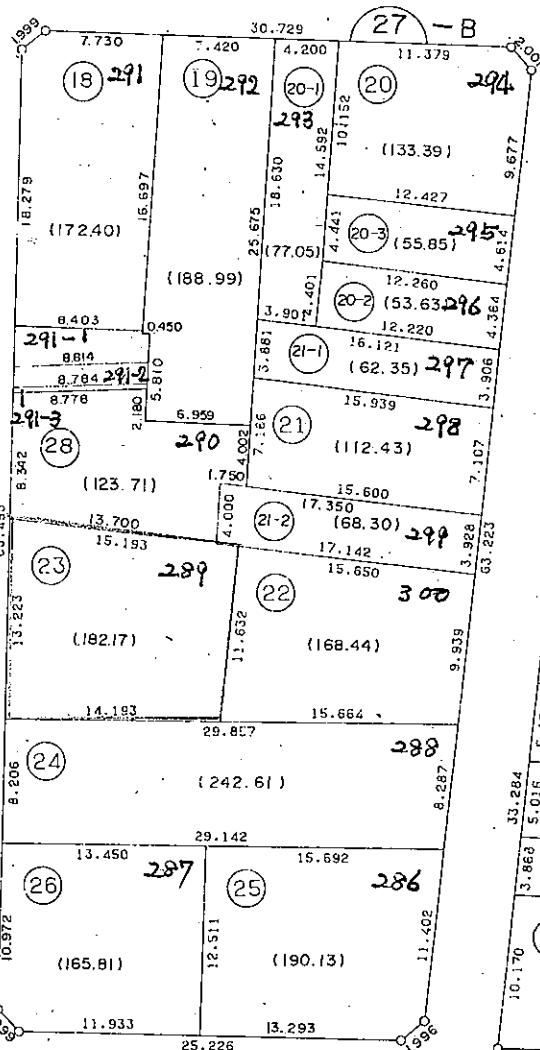 27 -B
1.999 30.729
7.730 7.420 4.200 11.379
18 291 19 292 20-1 20 294
293
18.279 16.697 18.630 25.675 14.592 10.152 9.677
(133.39)
12.427
(172.40) (188.99) (77.05)
4.441 20-3 (55.85) 295 4.614
12.260
2.401 20-2 (53.63) 296 4.384
8.403 0.450 3.901 12.220
291-1 16.121
3.881 21-1 (62.35) 297 3.906
8.814
8.784 291-2 5.810 15.939
8.778 2.180
291-3 6.959
28 290 4.002 7.166 21 298
8.342 (123.71) (112.43) 7.107
1.750 15.600
17.350
13.700 4.000 21-2 (68.30) 299 3.928
15.193 17.142 63.223
15.650
23 289 22 300
13.223 (182.17) 11.632 (168.44) 9.939
14.193 15.664
29.857
24 288
8.206 (242.61) 8.287
33.284 5.016
29.142
13.450 15.692 3.868
26 287 25 286
10.972 (165.81) 12.511 (190.13) 11.402
10.170
11.933 13.293 1.996
25.226